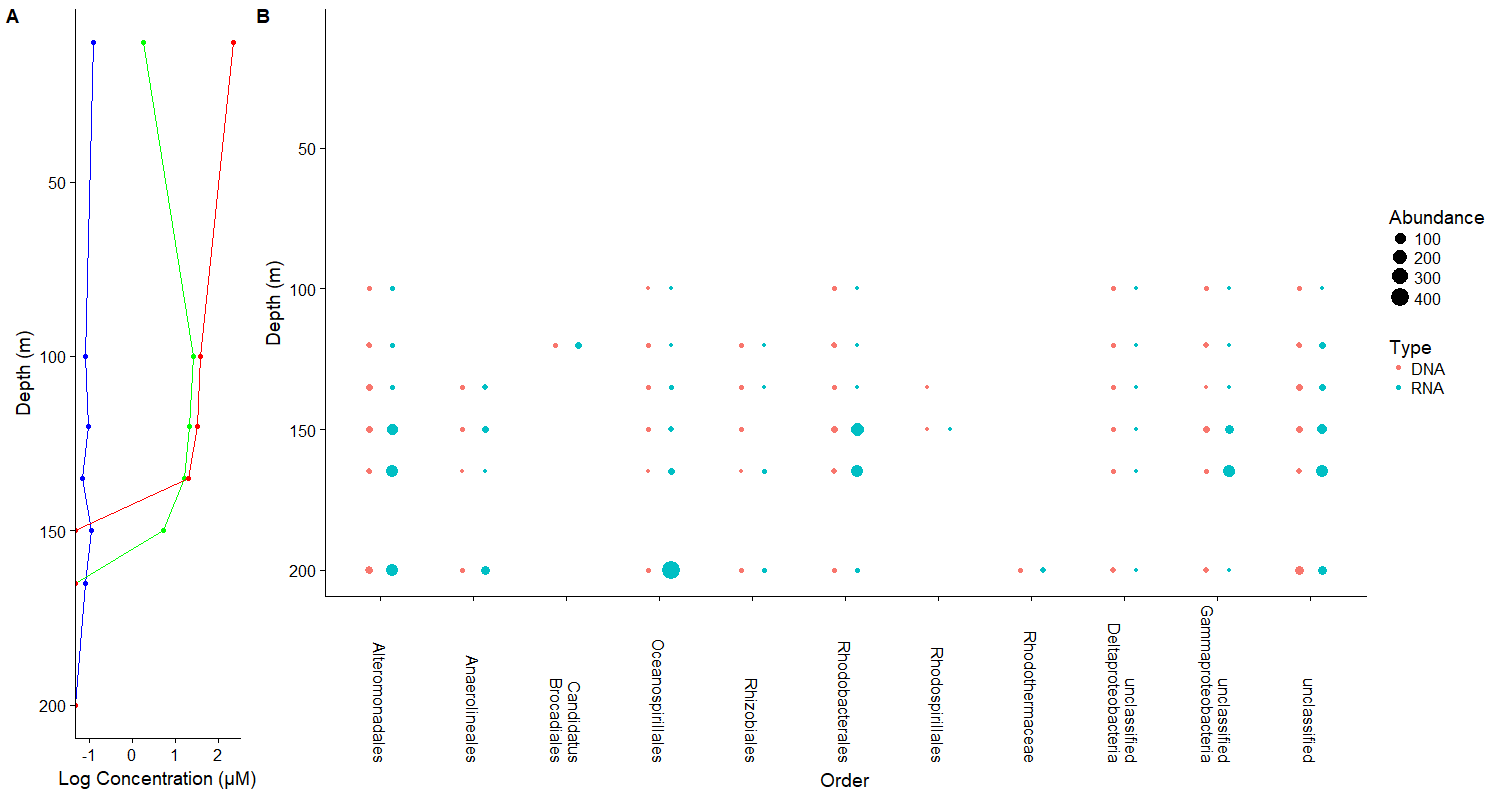 A
B
50
100
150
200
Depth (m)
-1
0
1
2
Log Concentration (µM)
50
100
150
200
Depth (m)
Alteromonadales
Anaerolineales
Candidatus
Brocadiales
Oceanospirillales
Rhizobiales
Rhodobacterales
Rhodospirillales
Rhodothermaceae
unclassified
Deltaproteobacteria
unclassified
Gammaproteobacteria
unclassified
Order
Abundance
100
200
300
400
Type
DNA
RNA